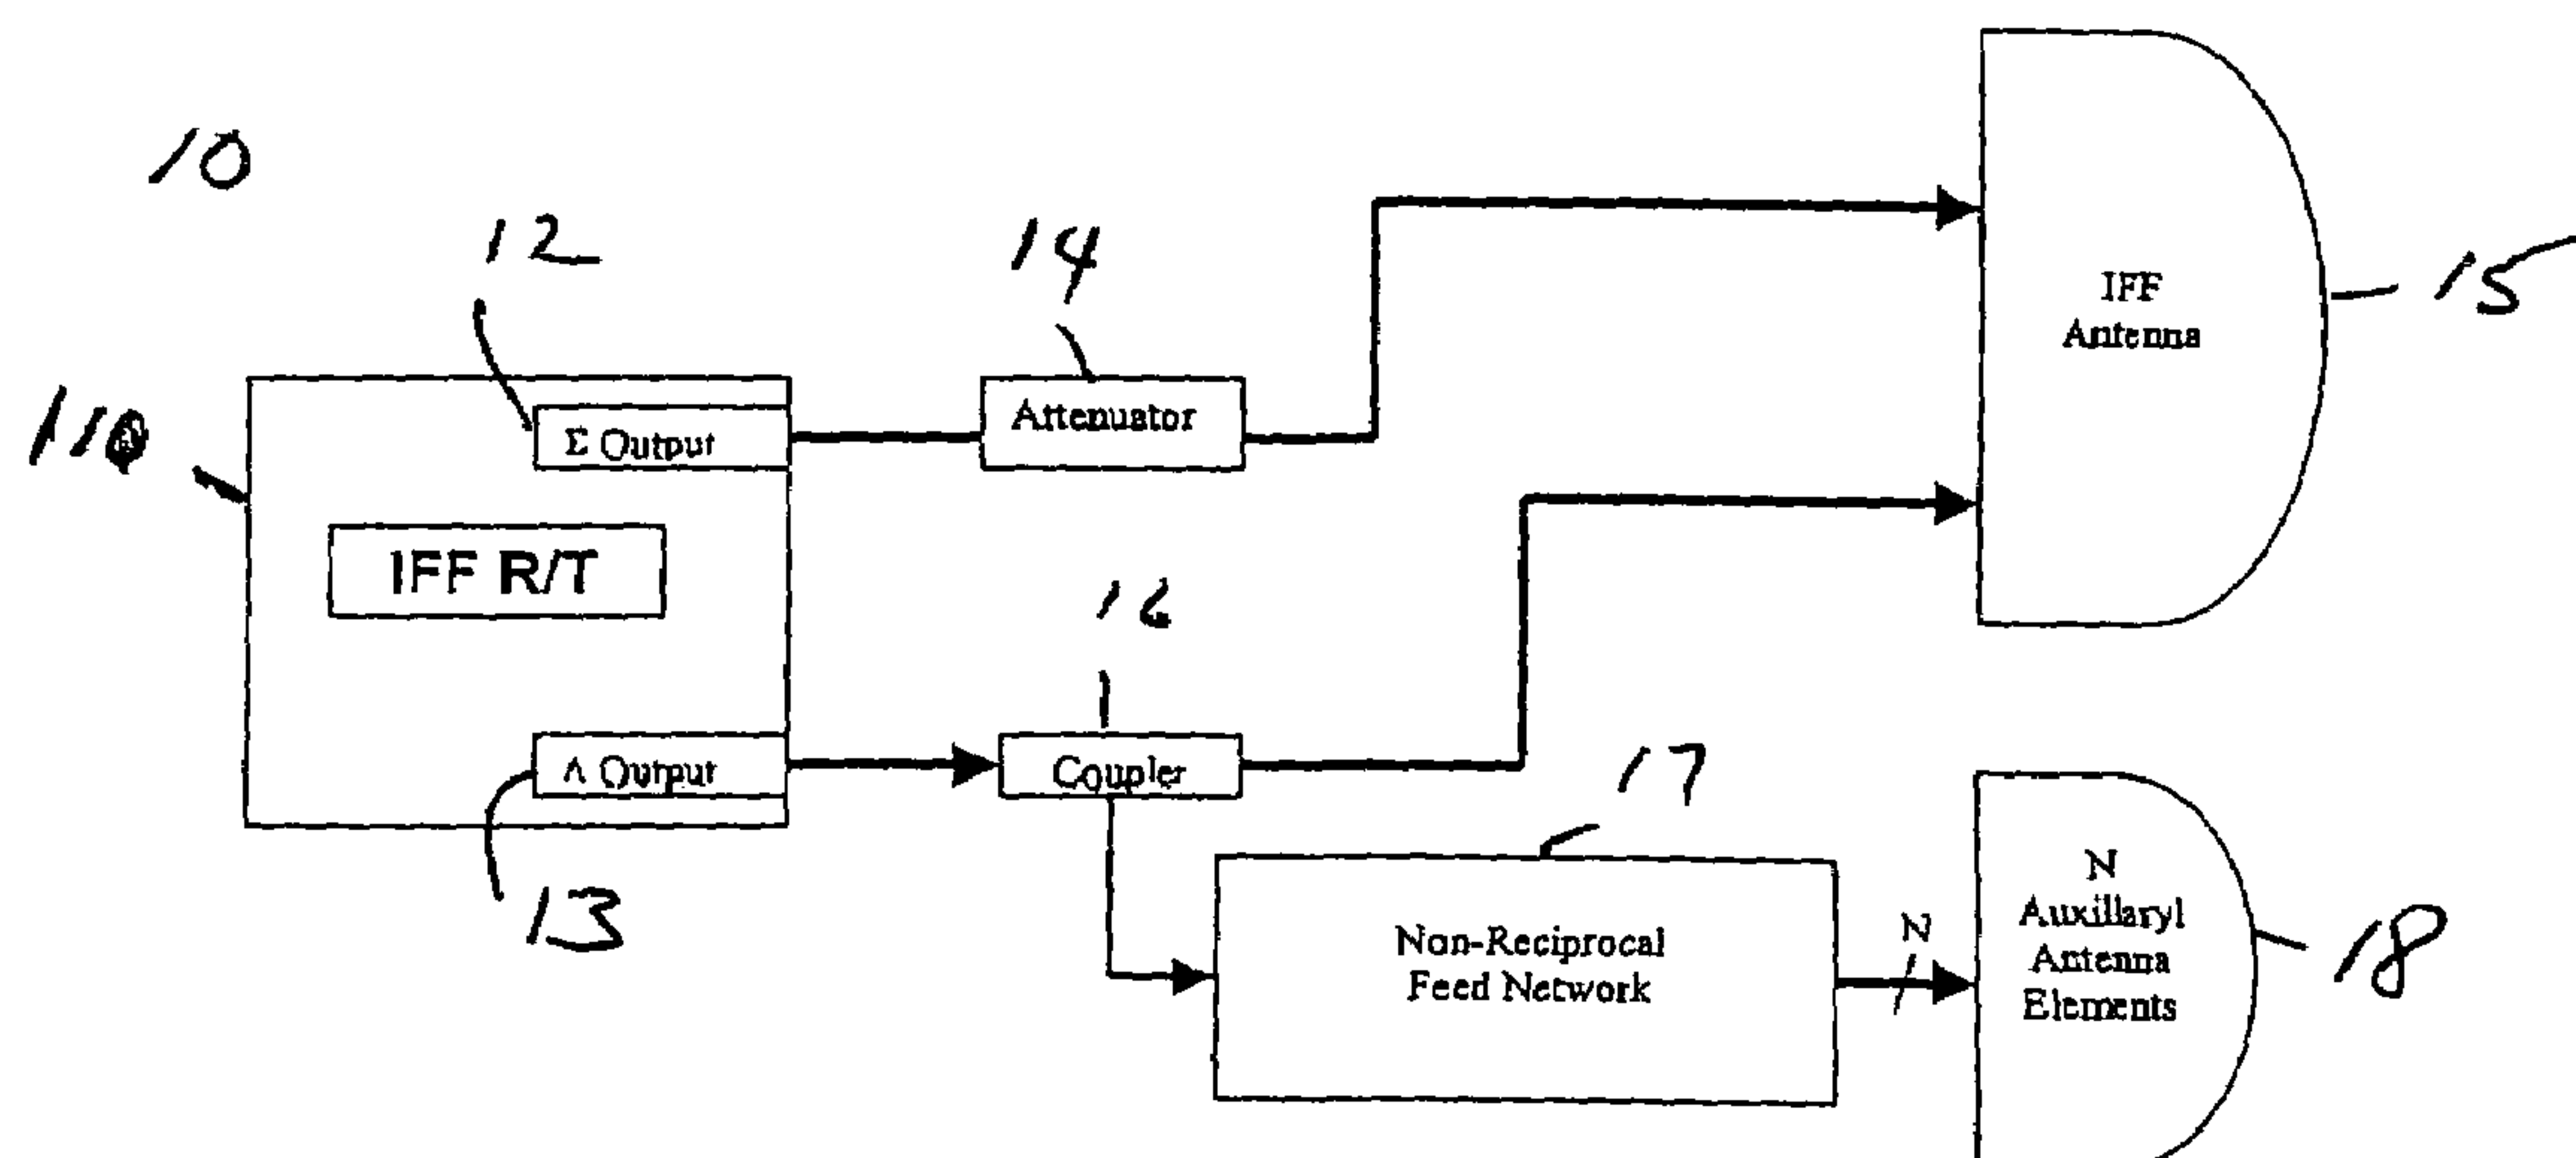 10
12
14
IFF
Antenna
15
110
Σ Output
Attenuator
IFF R/T
16
Λ Output
Coupler
17
13
Non-Reciprocal
Feed Network
N
N
Auxillaryl
Antenna
Elements
18